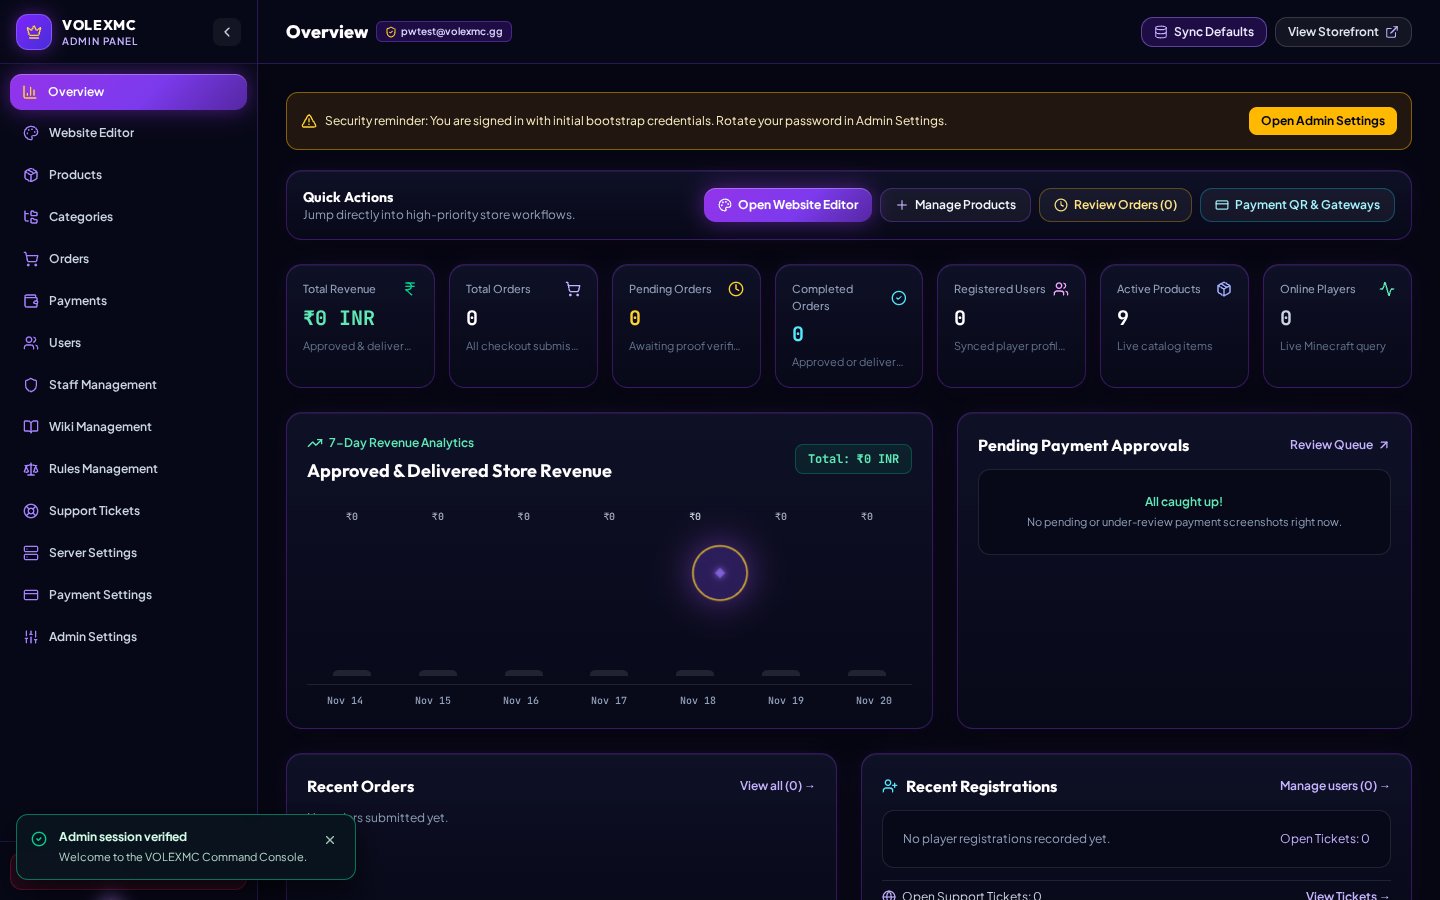 VOLEXMC
ADMIN PANEL
Overview
Website Editor
Products
Categories
Orders
Payments
Users
Staff Management
Wiki Management
Rules Management
Support Tickets
Server Settings
Payment Settings
Admin Settings
Overview
pwtest@volexmc.gg
Sync Defaults
View Storefront
Security reminder: You are signed in with initial bootstrap credentials. Rotate your password in Admin Settings.
Open Admin Settings
Quick Actions
Jump directly into high-priority store workflows.
Open Website Editor
Manage Products
Review Orders (0)
Payment QR & Gateways
Total Revenue
₹0 INR
Approved & deliver...
Total Orders
0
All checkout submis...
Pending Orders
0
Awaiting proof verifi...
Completed
Orders
0
Approved or deliver...
Registered Users
0
Synced player profil...
Active Products
9
Live catalog items
Online Players
0
Live Minecraft query
7-Day Revenue Analytics
Approved & Delivered Store Revenue
Total: ₹0 INR
₹0 ₹0 ₹0 ₹0 ₹0 ₹0 ₹0
Nov 14 Nov 15 Nov 16 Nov 17 Nov 18 Nov 19 Nov 20
Pending Payment Approvals
Review Queue
All caught up!
No pending or under-review payment screenshots right now.
Recent Orders
View all (0) →
submitted yet.
Recent Registrations
Manage users (0) →
No player registrations recorded yet.
Open Tickets: 0
Open Support Tickets: 0
View Tickets →
Admin session verified
Welcome to the VOLEXMC Command Console.